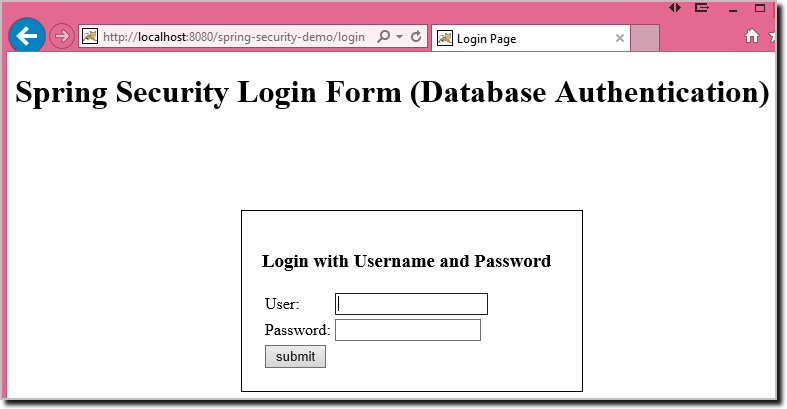 http://localhost:8080/spring-security-demo/login
Login Page
Spring Security Login Form (Database Authentication)
Login with Username and Password
User:
Password:
submit